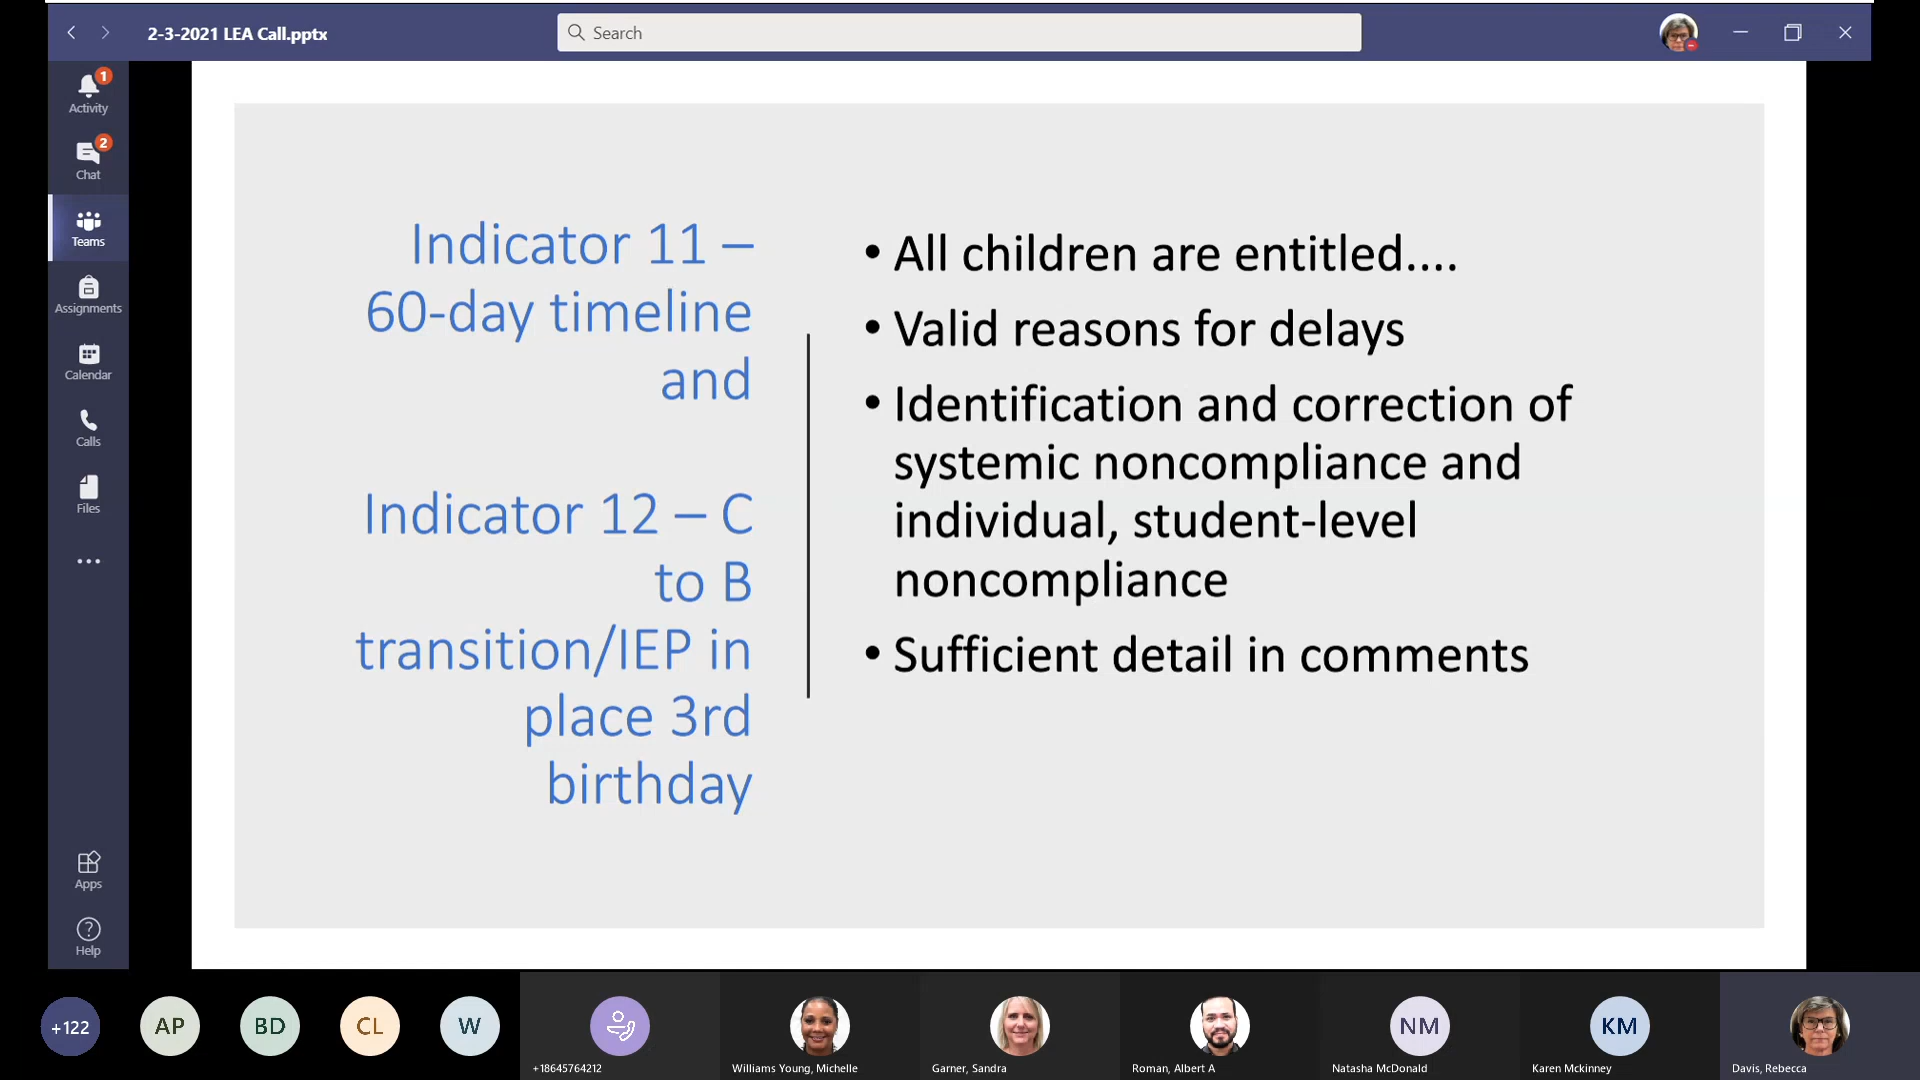 2-3-2021 LEA Call.pptx
Search
1
Activity
2
Chat
Teams
Assignments
Calendar
Calls
Files
Apps
Help
Indicator 11 –
60-day timeline
and
Indicator 12 – C
to B
transition/IEP in
place 3rd
birthday
• All children are entitled....
• Valid reasons for delays
• Identification and correction of
systemic noncompliance and
individual, student-level
noncompliance
• Sufficient detail in comments
+122
AP
BD
CL
W
+18645764212
Williams Young, Michelle
Garner, Sandra
Roman, Albert A
NM
Natasha McDonald
KM
Karen Mckinney
Davis, Rebecca